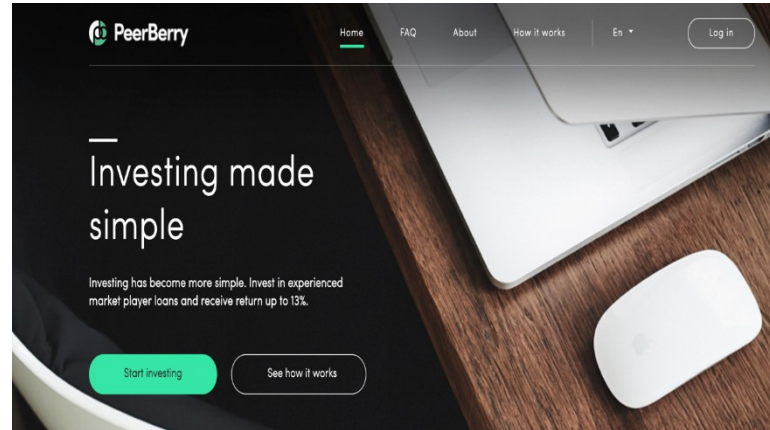 PeerBerry
Home FAQ About How it works En Log in
Investing made
simple
Investing has become more simple. Invest in experienced
market player loans and receive return up to 13%.
Start investing See how it works